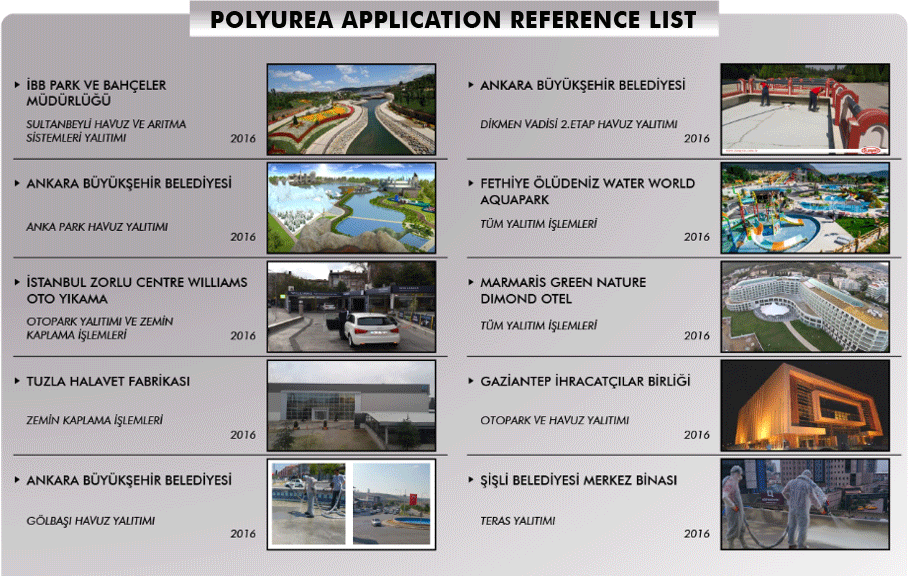 POLYUREA APPLICATION REFERENCE LIST
İBB PARK VE BAHÇELER
MÜDÜRLÜĞÜ
SULTANBEYLİ HAVUZ VE ARITMA
SİSTEMLERİ YALITIMI
2016
ANKARA BÜYÜKŞEHİR BELEDİYESİ
ANKA PARK HAVUZ YALITIMI
2016
İSTANBUL ZORLU CENTRE WILLIAMS
OTO YIKAMA
OTOPARK YALITIMI VE ZEMİN
KAPLAMA İŞLEMLERİ
2016
TUZLA HALAVET FABRİKASI
ZEMİN KAPLAMA İŞLEMLERİ
2016
ANKARA BÜYÜKŞEHİR BELEDİYESİ
GÖLBAŞI HAVUZ YALITIMI
2016
ANKARA BÜYÜKŞEHİR BELEDİYESİ
DİKMEN VADİSİ 2.ETAP HAVUZ YALITIMI
2016
FETHİYE ÖLÜDENİZ WATER WORLD
AQUAPARK
TÜM YALITIM İŞLEMLERİ
2016
MARMARİS GREEN NATURE
DIMOND OTEL
TÜM YALITIM İŞLEMLERİ
2016
GAZİANTEP İHRACATÇILAR BİRLİĞİ
OTOPARK VE HAVUZ YALITIMI
2016
ŞİŞLİ BELEDİYESİ MERKEZ BİNASI
TERAS YALITIMI
2016